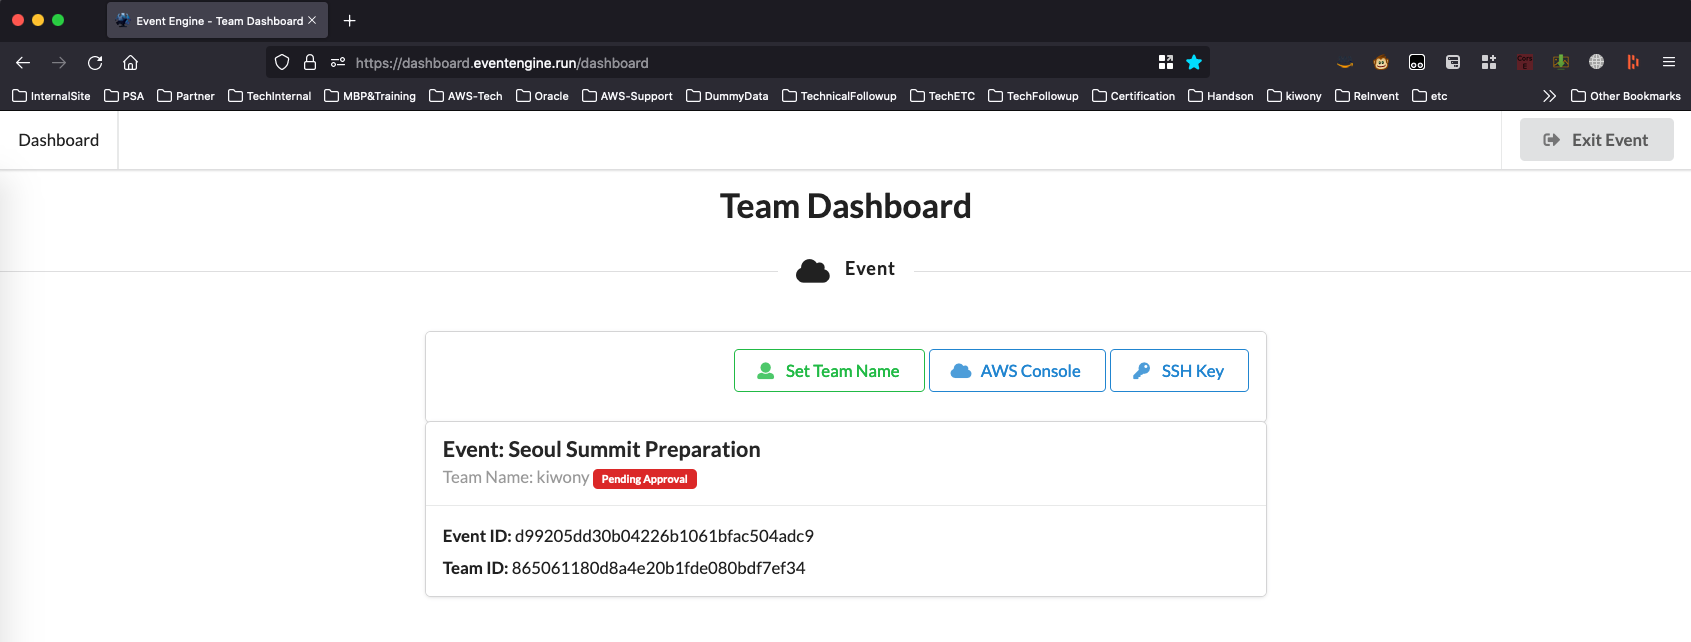 Event Engine - Team Dashboard
https://dashboard.eventengine.run/dashboard
InternalSite PSA Partner TechInternal MBP&Training AWS-Tech Oracle AWS-Support DummyData TechnicalFollowup TechETC TechFollowup Certification Handson kiwony ReInvent etc Other Bookmarks
Dashboard Exit Event
Team Dashboard
Event
Set Team Name AWS Console SSH Key
Event: Seoul Summit Preparation
Team Name: kiwony Pending Approval
Event ID: d99205dd30b04226b1061bfac504adc9
Team ID: 865061180d8a4e20b1fde080bdf7ef34